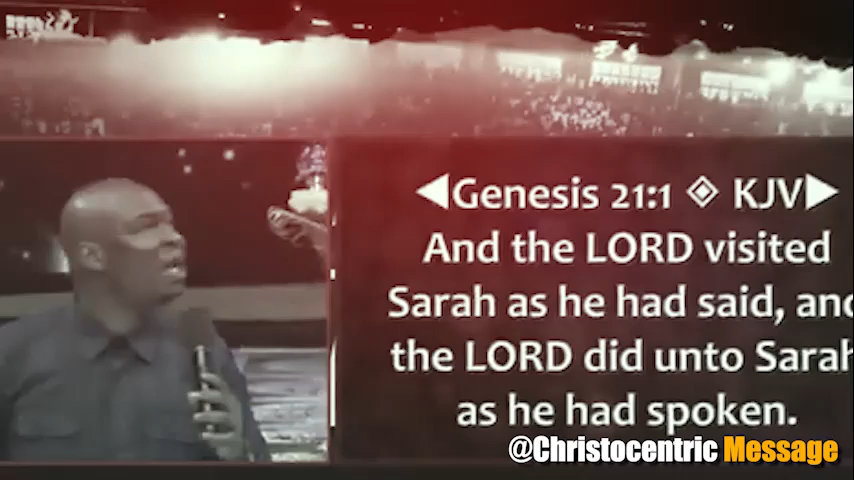 ◀Genesis 21:1 ◈ KJV▶
And the LORD visited
Sarah as he had said, and
the LORD did unto Sarah
as he had spoken.
@Christocentric Message